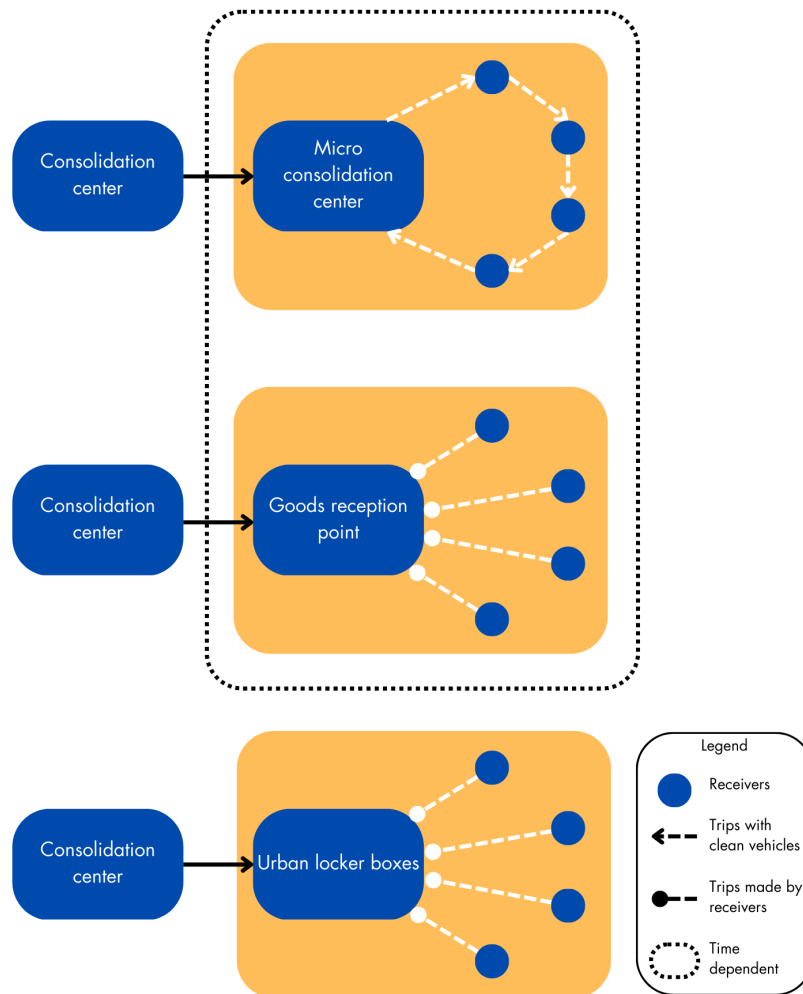 Consolidation
center
Micro
consolidation
center
Consolidation
center
Goods reception
point
Consolidation
center
Urban locker boxes
Legend
Receivers
Trips with
clean vehicles
Trips made by
receivers
Time
dependent